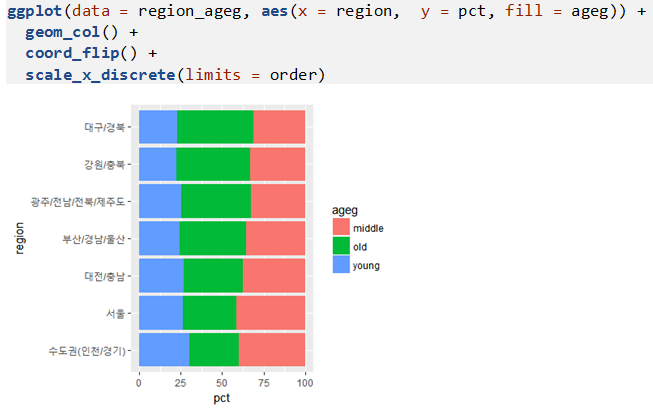 ggplot(data = region_ageg, aes(x = region,  y = pct, fill = ageg)) +
  geom_col() +
  coord_flip() +
  scale_x_discrete(limits = order)
대구/경북
강원/충북
광주/전남/전북/제주도
부산/경남/울산
대전/충남
서울
수도권(인천/경기)
region
0 25 50 75 100
pct
ageg
middle
old
young